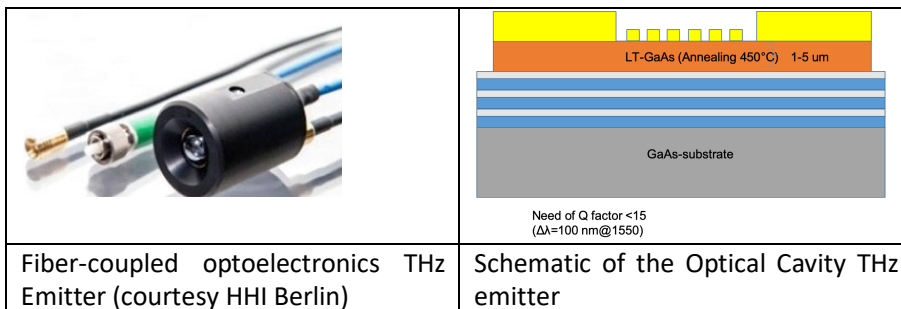 LT-GaAs (Annealing 450°C) 1-5 um
GaAs-substrate
Need of Q factor <15
(Δλ=100 nm@1550)
Fiber-coupled optoelectronics THz
Emitter (courtesy HHI Berlin)
Schematic of the Optical Cavity THz
emitter